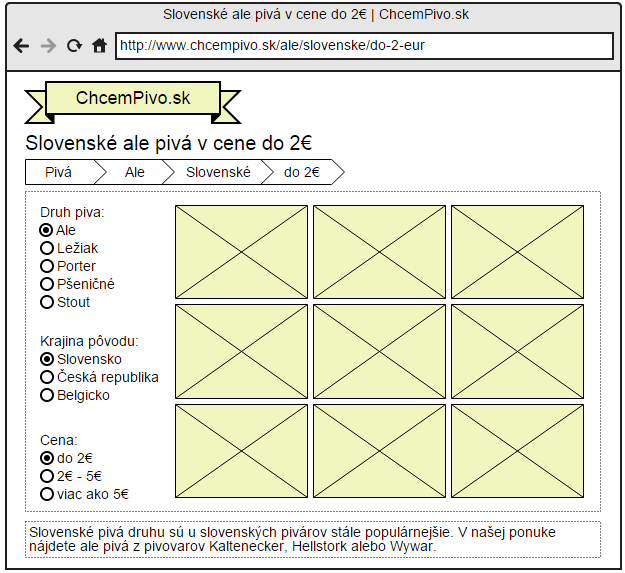 Slovenské ale pivá v cene do 2€ | ChcemPivo.sk
http://www.chcempivo.sk/ale/slovenske/do-2-eur
ChcemPivo.sk
Slovenské ale pivá v cene do 2€
Pivá Ale Slovenské do 2€
Druh piva:
Ale
Ležiak
Porter
Pšeničné
Stout
Krajina pôvodu:
Slovensko
Česká republika
Belgicko
Cena:
do 2€
2€ - 5€
viac ako 5€
Slovenské pivá druhu sú u slovenských pivárov stále populárnejšie. V našej ponuke
nájdete ale pivá z pivovarov Kaltenecker, Hellstork alebo Wywar.